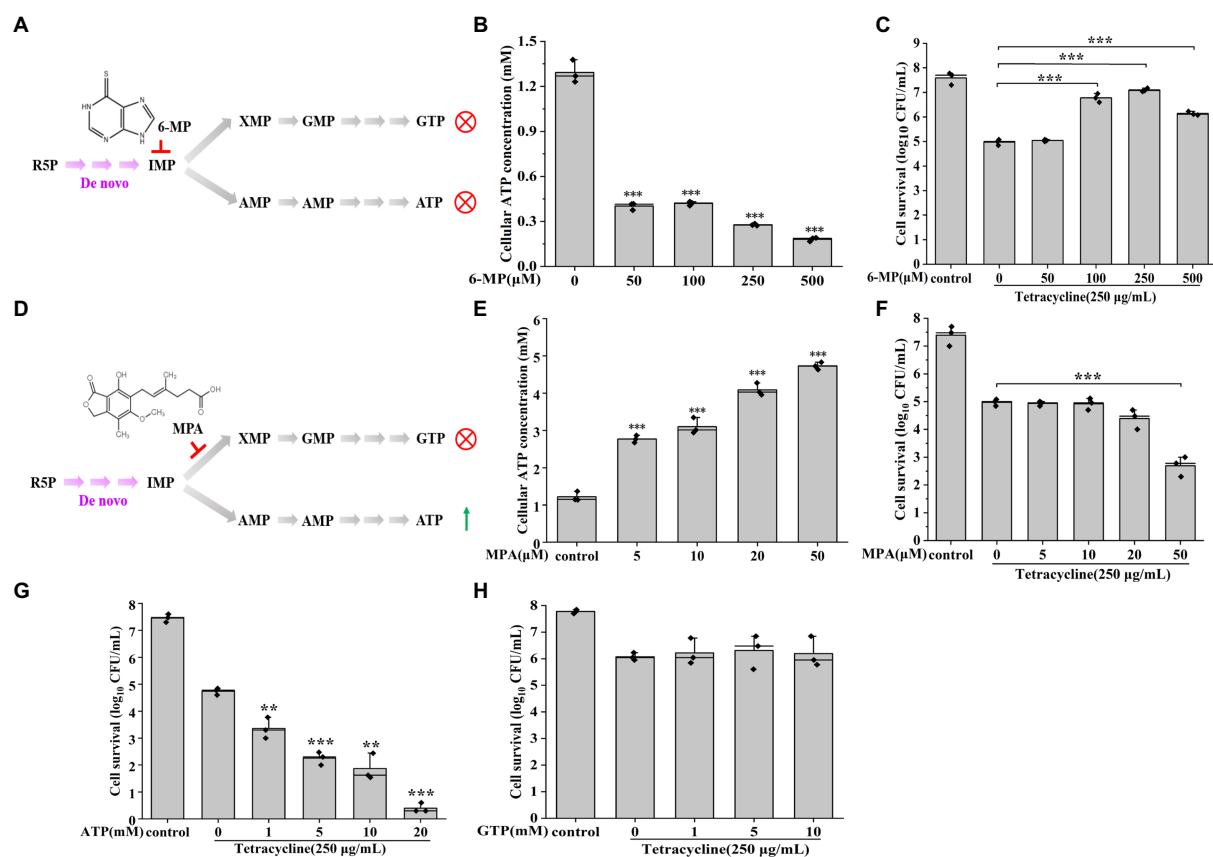 A
S
HN
N
N
N
H
6-MP
R5P
De novo
IMP
XMP GMP GTP
AMP AMP ATP
B
Cellular ATP concentration (mM)
1.5
1.2
0.9
0.6
0.3
0.0
*** *** *** ***
6-MP(μM) 0 50 100 250 500
C
Cell survival (log10 CFU/mL)
9
8
7
6
5
4
3
2
1
0
***
***
***
6-MP(μM) control 0 50 100 250 500
Tetracycline(250 μg/mL)
D
O OH CH3 OH
O O
O CH3
CH3
MPA
R5P
De novo
IMP
XMP GMP GTP
AMP AMP ATP
E
Cellular ATP concentration (mM)
6
5
4
3
2
1
0
*** *** *** ***
MPA(μM) control 5 10 20 50
F
Cell survival (log10 CFU/mL)
8
7
6
5
4
3
2
1
0
***
MPA(μM) control 0 5 10 20 50
Tetracycline(250 μg/mL)
G
Cell survival (log10 CFU/mL)
8
7
6
5
4
3
2
1
0
** *** ** ***
ATP(mM) control 0 1 5 10 20
Tetracycline(250 μg/mL)
H
Cell survival (log10 CFU/mL)
8
7
6
5
4
3
2
1
0
GTP(mM) control 0 1 5 10
Tetracycline(250 μg/mL)